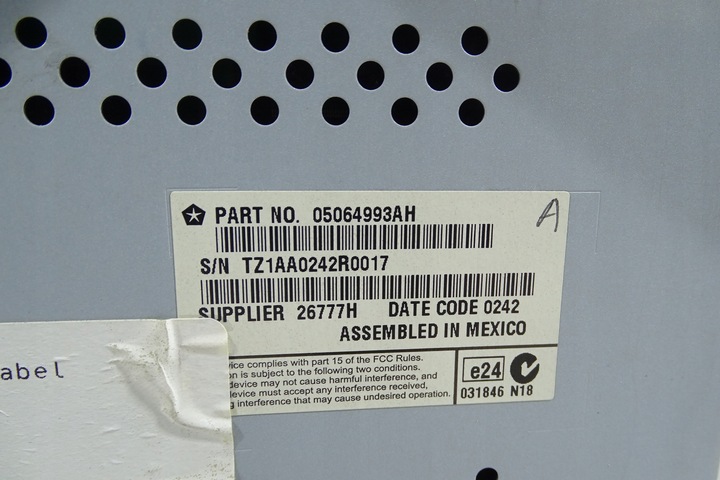 PART NO. 05064993AH
A
S/N TZ1AA0242R0017
SUPPLIER 26777H DATE CODE 0242
ASSEMBLED IN MEXICO
vice complies with part 15 of the FCC Rules.
on is subject to the following two conditions.
device may not cause harmful interference, and
device must accept any interference received,
g interference that may cause undesired operation.
e24
031846 N18
abel